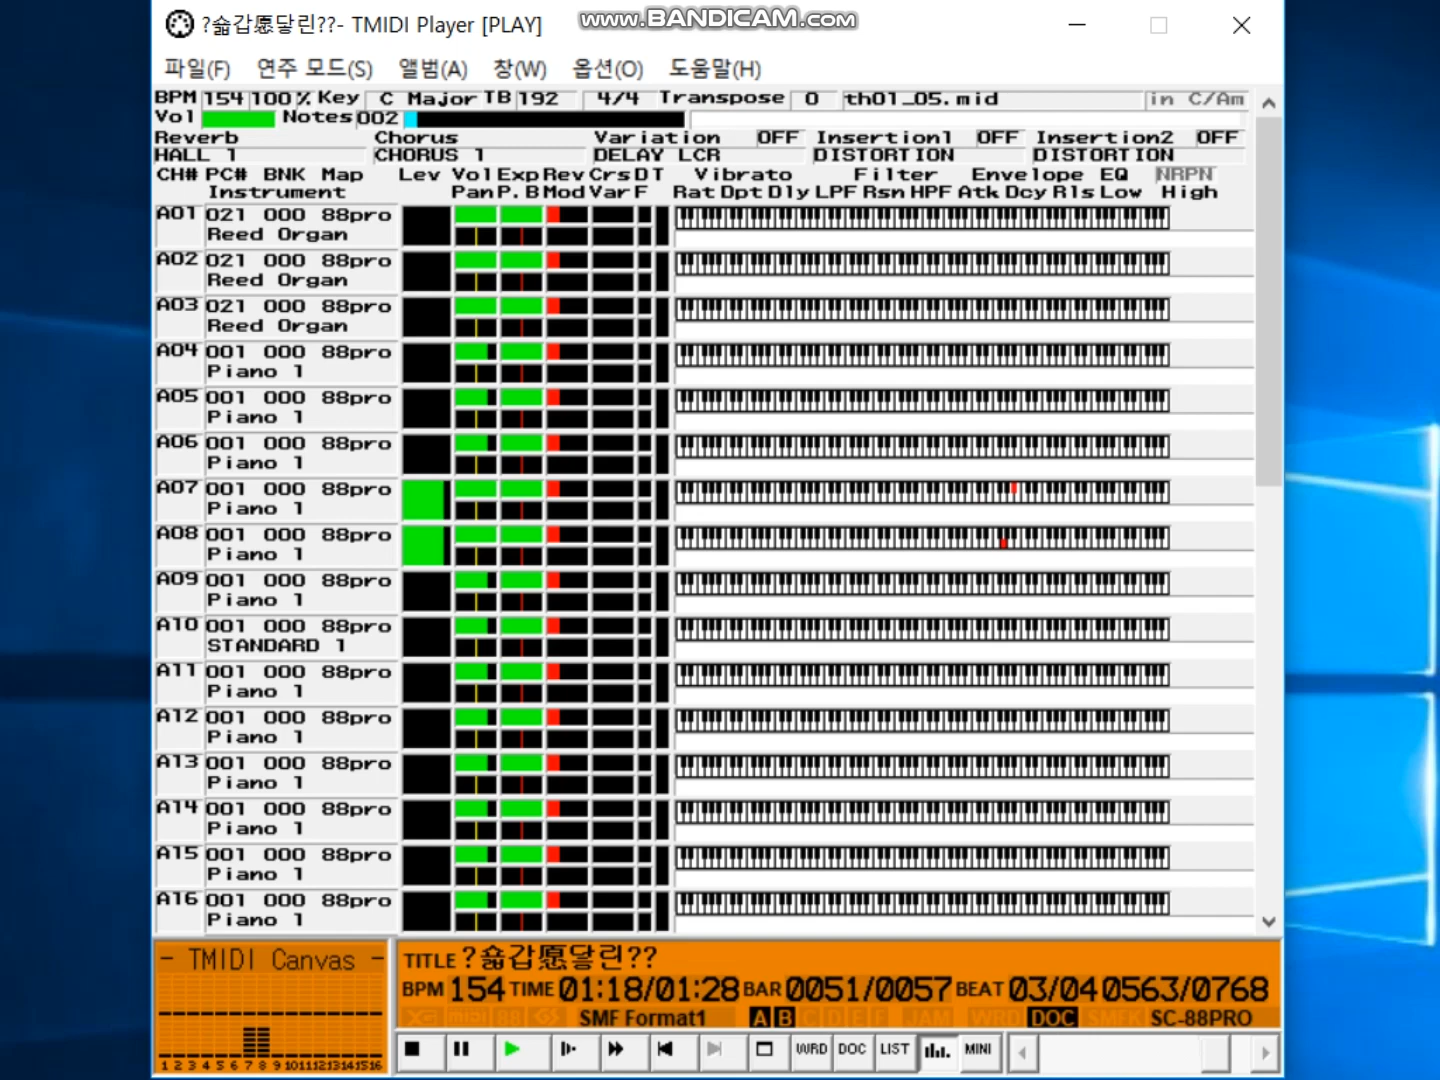 ?숢갑愿닿린??- TMIDI Player [PLAY]
www.BANDICAM.com
파일(F) 연주 모드(S) 앨범(A) 창(W) 옵션(O) 도움말(H)
BPM 154 100 % Key C Major TB 192 4/4 Transpose 0 th01_05.mid in C/Am
Vol Notes 002
Reverb Chorus Variation OFF Insertion1 OFF Insertion2 OFF
HALL 1 CHORUS 1 DELAY LCR DISTORTION DISTORTION
CH# PC# BNK Map Lev Vol Exp Rev Crs DT Vibrato Filter Envelope EQ NRPN
Instrument Pan P.B Mod Var F Rat Dpt Dly LPF Rsn HPF Atk Dcy Rls Low High
A01 021 000 88pro
Reed Organ
A02 021 000 88pro
Reed Organ
A03 021 000 88pro
Reed Organ
A04 001 000 88pro
Piano 1
A05 001 000 88pro
Piano 1
A06 001 000 88pro
Piano 1
A07 001 000 88pro
Piano 1
A08 001 000 88pro
Piano 1
A09 001 000 88pro
Piano 1
A10 001 000 88pro
STANDARD 1
A11 001 000 88pro
Piano 1
A12 001 000 88pro
Piano 1
A13 001 000 88pro
Piano 1
A14 001 000 88pro
Piano 1
A15 001 000 88pro
Piano 1
A16 001 000 88pro
Piano 1
- TMIDI Canvas -
1 2 3 4 5 6 7 8 9 10 11 12 13 14 15 16
TITLE ?숢갑愿닿린??
BPM 154 TIME 01:18/01:28 BAR 0051/0057 BEAT 03/04 0563/0768
XG midi 88 GS SMF Format1 A B C D E F JAM WRD DOC SMFK SC-88PRO
WRD DOC LIST MINI